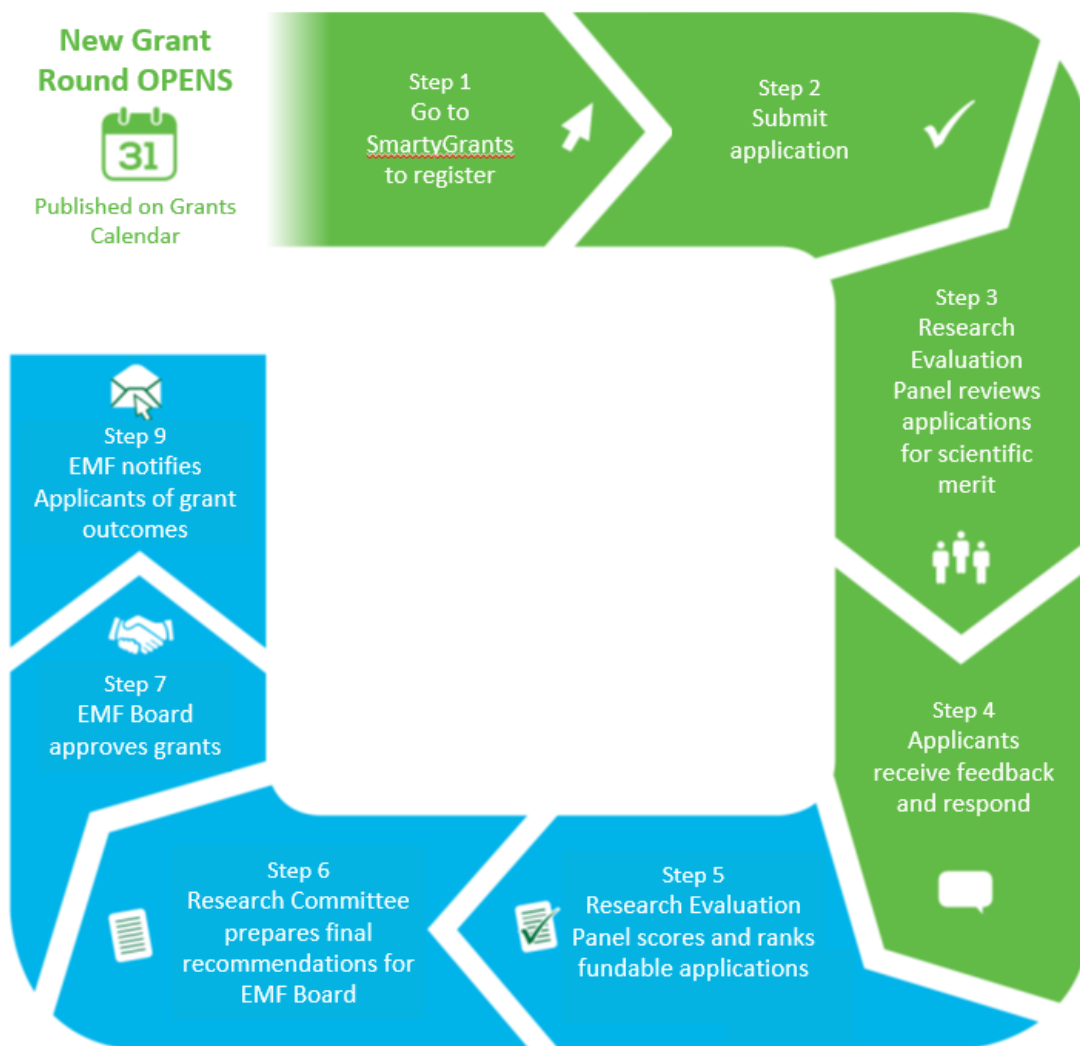 New Grant
Round OPENS
31
Published on Grants
Calendar
Step 1
Go to
SmartyGrants
to register
Step 2
Submit
application
Step 3
Research
Evaluation
Panel reviews
applications
for scientific
merit
Step 4
Applicants
receive feedback
and respond
Step 5
Research Evaluation
Panel scores and ranks
fundable applications
Step 6
Research Committee
prepares final
recommendations for
EMF Board
Step 7
EMF Board
approves grants
Step 9
EMF notifies
Applicants of grant
outcomes